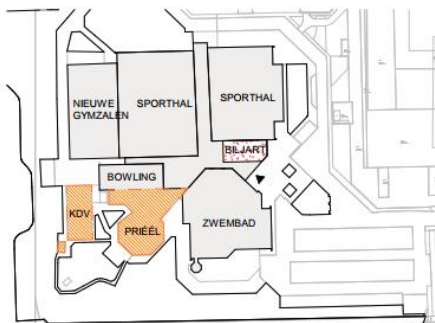 NIEUWE
GYMZALEN
SPORTHAL
SPORTHAL
BILJART
BOWLING
KDV
PRIËEL
ZWEMBAD